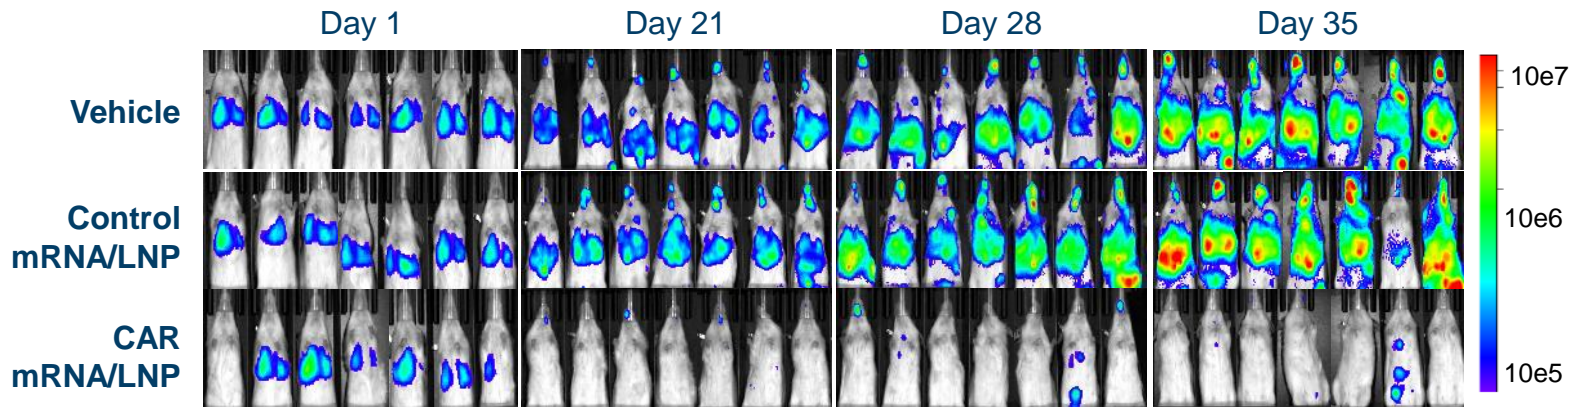 Day 1
Day 21
Day 28
Day 35
Vehicle
Control
mRNA/LNP
CAR
mRNA/LNP
10e7
10e6
10e5